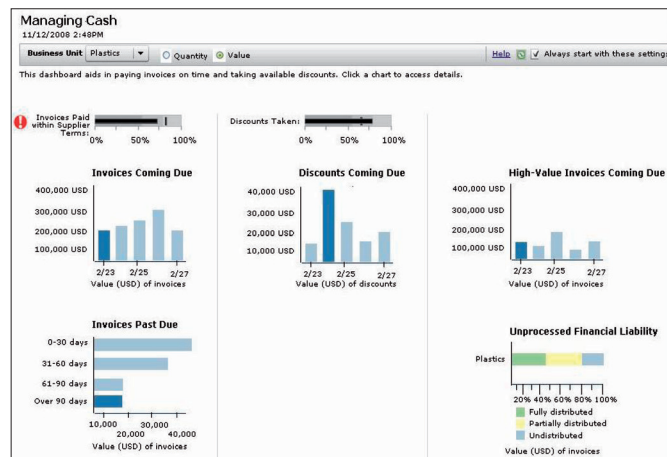 Managing Cash
11/12/2008 2:48PM
Business Unit Plastics Quantity Value Help Always start with these settings
This dashboard aids in paying invoices on time and taking available discounts. Click a chart to access details.
Invoices Paid
within Supplier
Terms:
0% 50% 100%
Discounts Taken:
0% 50% 100%
Invoices Coming Due
400,000 USD
300,000 USD
200,000 USD
100,000 USD
2/23 2/25 2/27
Value (USD) of invoices
Discounts Coming Due
40,000 USD
30,000 USD
20,000 USD
10,000 USD
2/23 2/25 2/27
Value (USD) of discounts
High-Value Invoices Coming Due
400,000 USD
300,000 USD
200,000 USD
100,000 USD
2/23 2/25 2/27
Value (USD) of invoices
Invoices Past Due
0-30 days
31-60 days
61-90 days
Over 90 days
10,000 30,000
20,000 40,000
Value (USD) of invoices
Unprocessed Financial Liability
Plastics
20% 40% 60% 80% 100%
Fully distributed
Partially distributed
Undistributed
Value (USD) of invoices